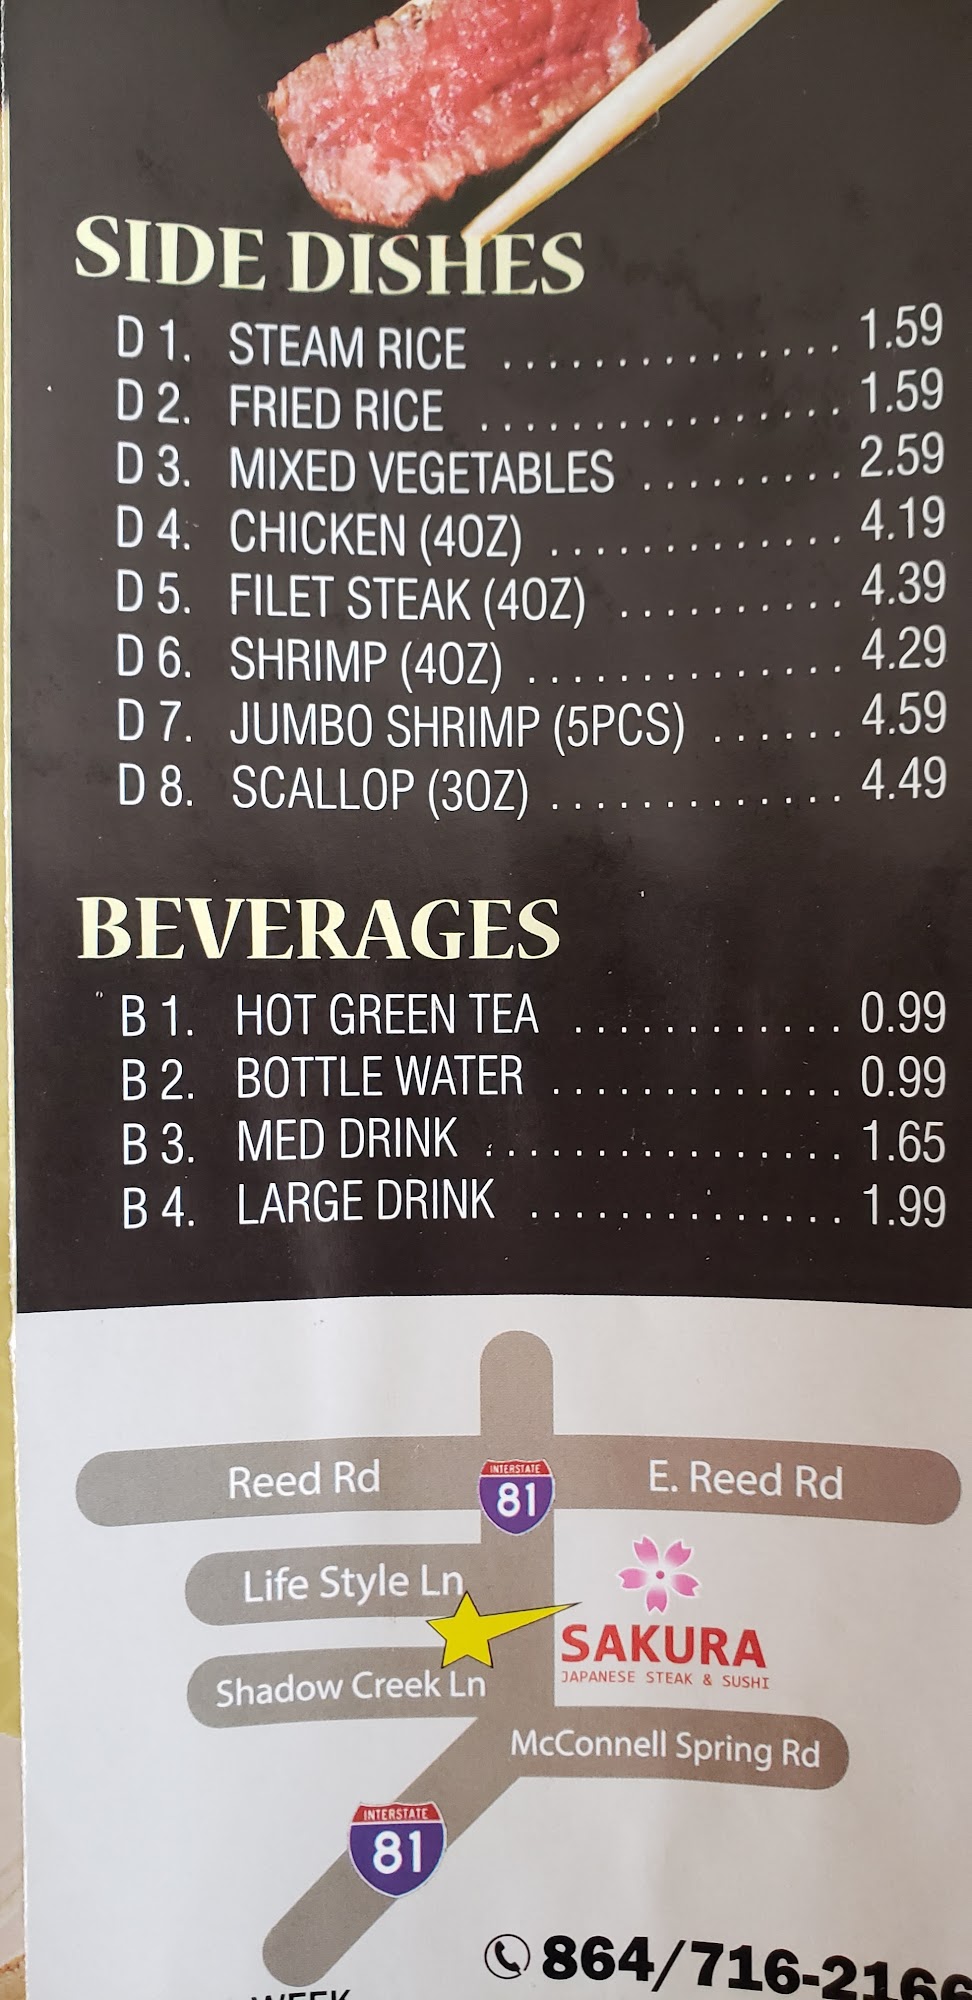 SIDE DISHES
D 1. STEAM RICE ............... 1.59
D 2. FRIED RICE ................ 1.59
D 3. MIXED VEGETABLES ......... 2.59
D 4. CHICKEN (4OZ) ............. 4.19
D 5. FILET STEAK (4OZ) .......... 4.39
D 6. SHRIMP (4OZ) .............. 4.29
D 7. JUMBO SHRIMP (5PCS) ...... 4.59
D 8. SCALLOP (3OZ) ............. 4.49
BEVERAGES
B 1. HOT GREEN TEA ............ 0.99
B 2. BOTTLE WATER ............. 0.99
B 3. MED DRINK ................ 1.65
B 4. LARGE DRINK .............. 1.99
Reed Rd
INTERSTATE
81
E. Reed Rd
Life Style Ln
SAKURA
JAPANESE STEAK & SUSHI
Shadow Creek Ln
McConnell Spring Rd
INTERSTATE
81
864/716-2166
WEEK